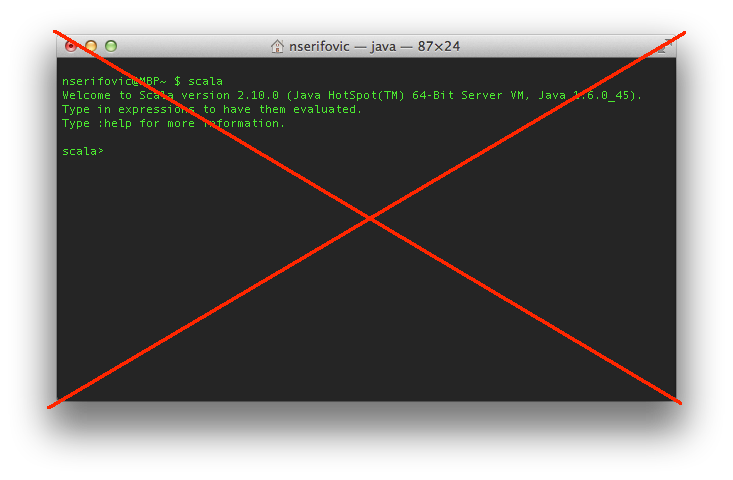 nserifovic — java — 87×24
nserifovic@MBP~ $ scala
Welcome to Scala version 2.10.0 (Java HotSpot(TM) 64-Bit Server VM, Java 1.6.0_45).
Type in expressions to have them evaluated.
Type :help for more information.
scala>